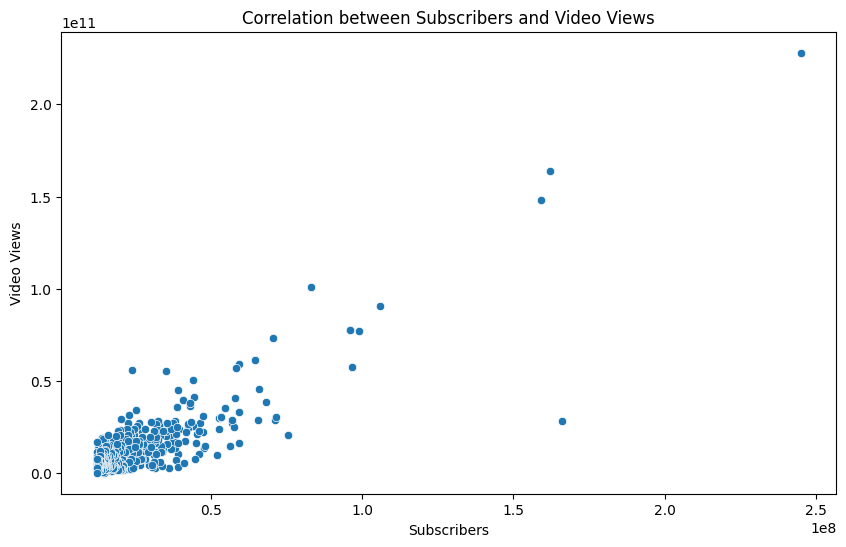 Correlation between Subscribers and Video Views
1e11
2.0
1.5
1.0
0.5
0.0
Video Views
0.5
1.0
1.5
2.0
2.5
1e8
Subscribers